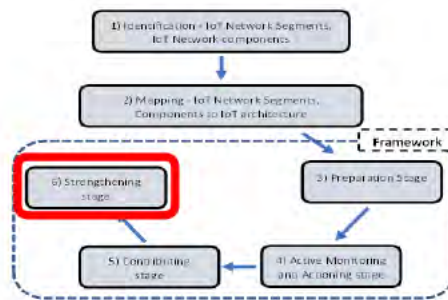 1) Identification - IoT Network Segments,
IoT Network components
2) Mapping - IoT Network Segments,
Components to IoT architecture
Framework
3) Preparation Stage
6) Strengthening
stage
5) Contributing
stage
4) Active Monitoring
and Actioning stage